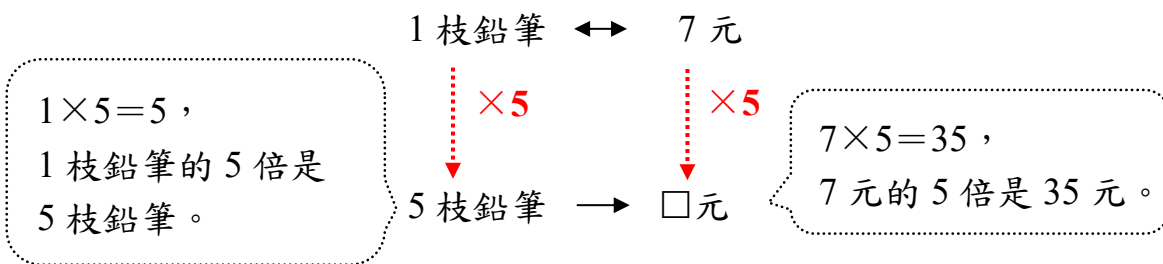 1 枝鉛筆 ↔ 7 元
×5 ×5
1×5=5，
1 枝鉛筆的 5 倍是
5 枝鉛筆。
7×5=35，
7 元的 5 倍是 35 元。
5 枝鉛筆 → □元